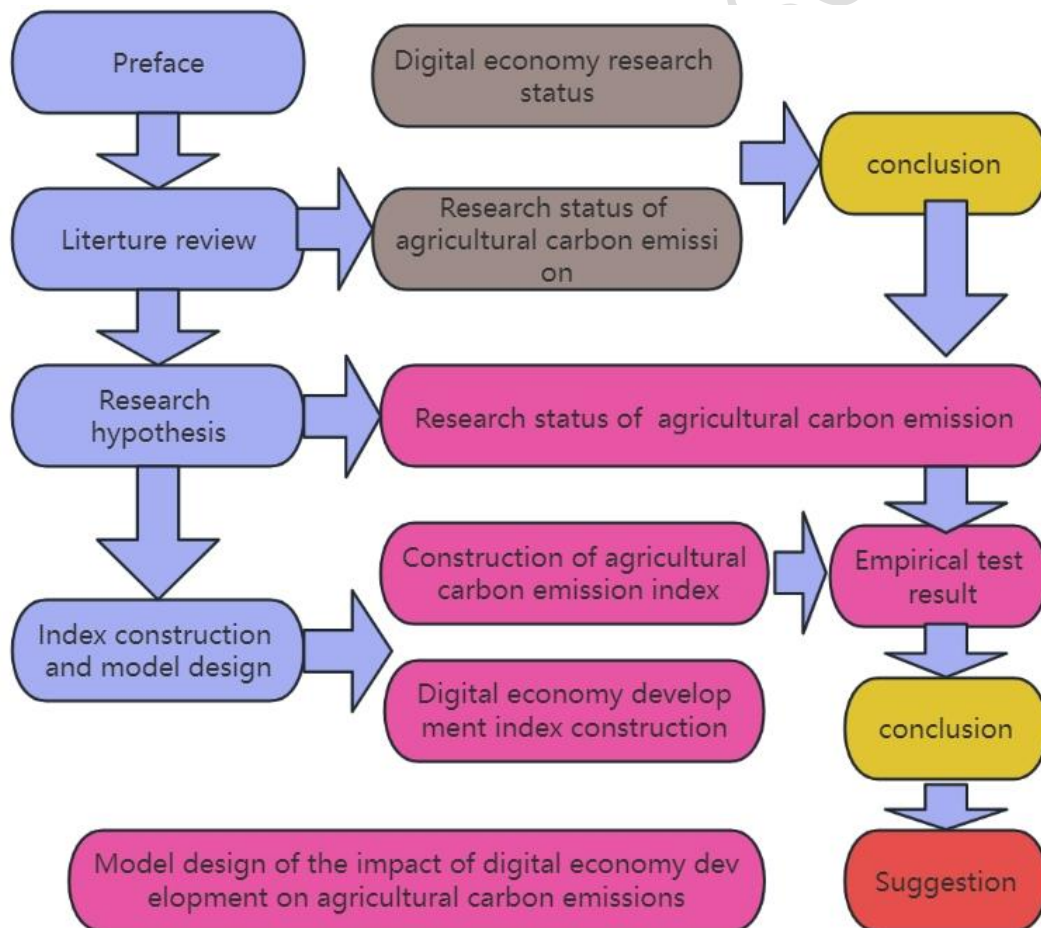 Preface
Digital economy research
status
conclusion
Literture review
Research status of
agricultural carbon emissi
on
Research
hypothesis
Research status of agricultural carbon emission
Construction of agricultural
carbon emission index
Empirical test
result
Index construction
and model design
Digital economy develop
ment index construction
conclusion
Model design of the impact of digital economy dev
elopment on agricultural carbon emissions
Suggestion